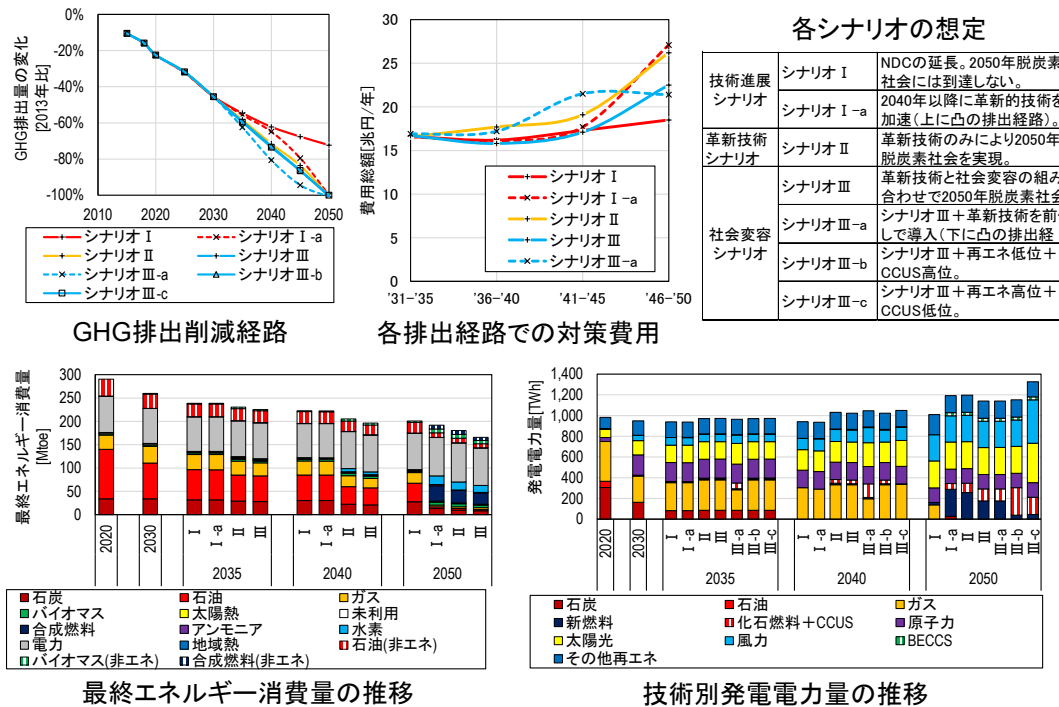 0%
-20%
-40%
-60%
-80%
-100%
GHG排出量の変化
[2013年比]
2010 2020 2030 2040 2050
シナリオⅠ シナリオⅠ-a
シナリオⅡ シナリオⅢ
シナリオⅢ-a シナリオⅢ-b
シナリオⅢ-c
GHG排出削減経路
30
25
20
15
10
5
0
費用総額[兆円/年]
シナリオⅠ
シナリオⅠ-a
シナリオⅡ
シナリオⅢ
シナリオⅢ-a
'31-'35 '36-'40 '41-'45 '46-'50
各排出経路での対策費用
各シナリオの想定
技術進展
シナリオ
シナリオⅠ
NDCの延長。2050年脱炭素
社会には到達しない。
シナリオⅠ-a
2040年以降に革新的技術を
加速(上に凸の排出経路)。
革新技術
シナリオ
シナリオⅡ
革新技術のみにより2050年
脱炭素社会を実現。
社会変容
シナリオ
シナリオⅢ
革新技術と社会変容の組み
合わせで2050年脱炭素社会
シナリオⅢ-a
シナリオⅢ+革新技術を前
しで導入(下に凸の排出経
シナリオⅢ-b
シナリオⅢ+再エネ低位+
CCUS高位。
シナリオⅢ-c
シナリオⅢ+再エネ高位+
CCUS低位。
300
250
200
150
100
50
0
最終エネルギー消費量
[Mtoe]
2020 2030 Ⅰ Ⅰ-a Ⅱ Ⅲ Ⅰ Ⅰ-a Ⅱ Ⅲ Ⅰ Ⅰ-a Ⅱ Ⅲ
2035 2040 2050
石炭 石油 ガス
バイオマス 太陽熱 未利用
合成燃料 アンモニア 水素
電力 地域熱 石油(非エネ)
バイオマス(非エネ) 合成燃料(非エネ)
最終エネルギー消費量の推移
1,400
1,200
1,000
800
600
400
200
0
発電電力量[TWh]
2020 2030 Ⅰ Ⅰ-a Ⅱ Ⅲ Ⅲ-a Ⅲ-b Ⅲ-c Ⅰ Ⅰ-a Ⅱ Ⅲ Ⅲ-a Ⅲ-b Ⅲ-c Ⅰ Ⅰ-a Ⅱ Ⅲ Ⅲ-a Ⅲ-b Ⅲ-c
2035 2040 2050
石炭 石油 ガス
新燃料 化石燃料+CCUS 原子力
太陽光 風力 BECCS
その他再エネ
技術別発電電力量の推移